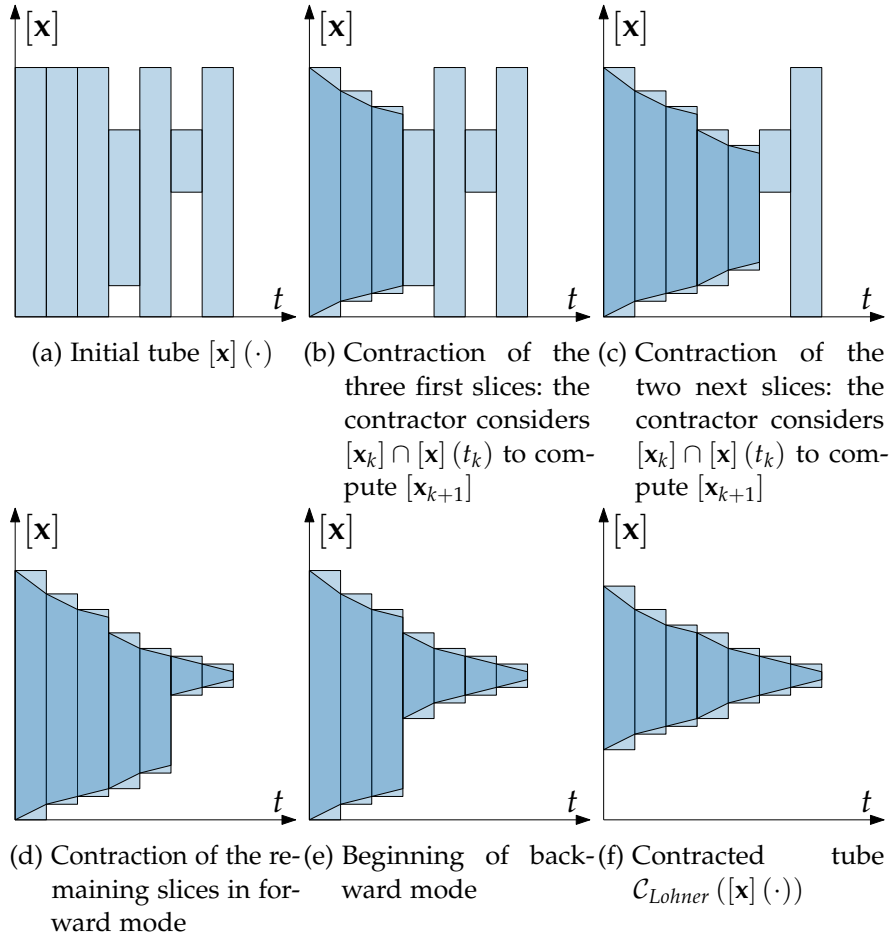 [x]
t
(a) Initial tube [x] (·)
[x]
t
(b) Contraction of the
three first slices: the
contractor considers
[x_k] ∩ [x] (t_k) to com-
pute [x_{k+1}]
[x]
t
(c) Contraction of the
two next slices: the
contractor considers
[x_k] ∩ [x] (t_k) to com-
pute [x_{k+1}]
[x]
t
(d) Contraction of the re-
maining slices in for-
ward mode
[x]
t
(e) Beginning of back-
ward mode
[x]
t
(f) Contracted tube
C_{Lohner} ([x] (·))